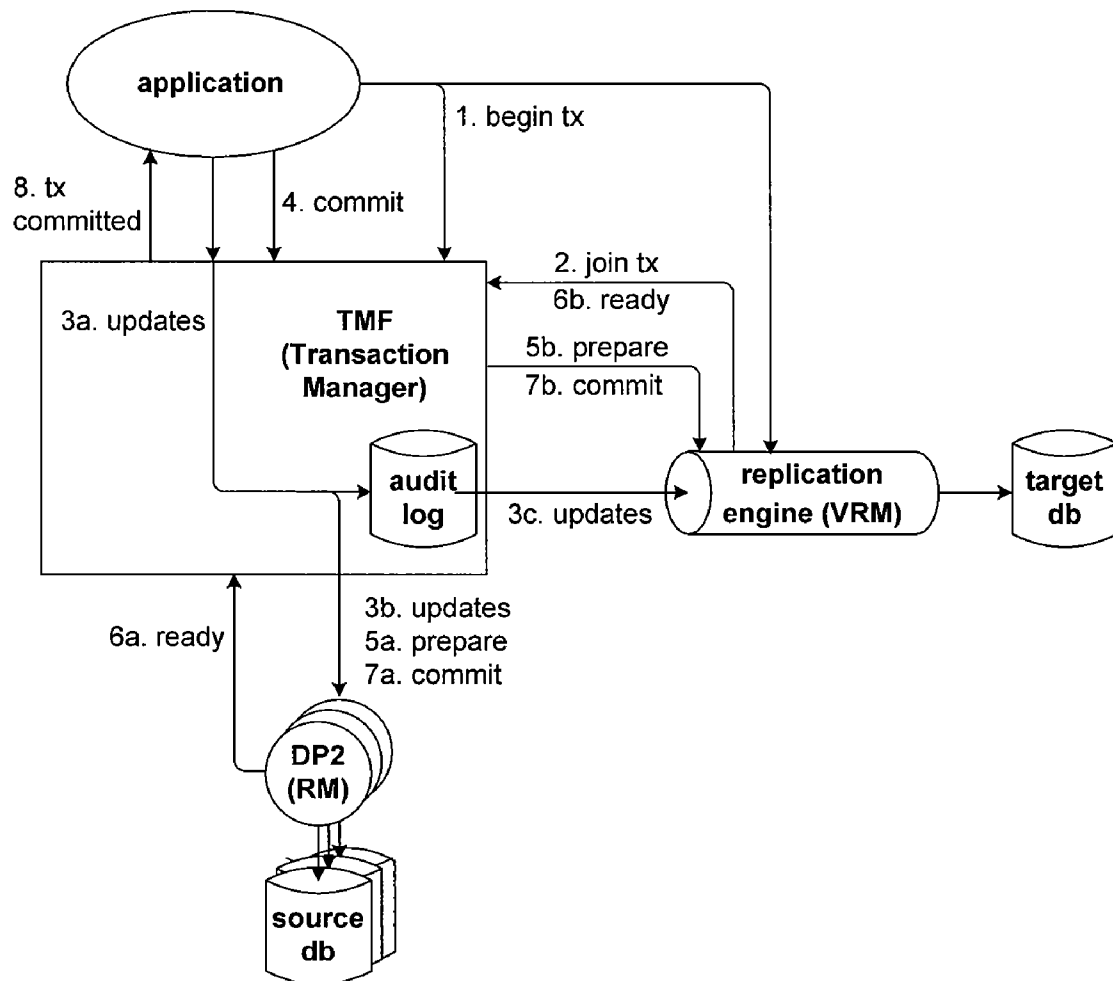 application
1. begin tx
8. tx
committed
4. commit
2. join tx
6b. ready
3a. updates
TMF
(Transaction
Manager)
5b. prepare
7b. commit
audit
log
3c. updates
replication
engine (VRM)
target
db
6a. ready
3b. updates
5a. prepare
7a. commit
DP2
(RM)
source
db